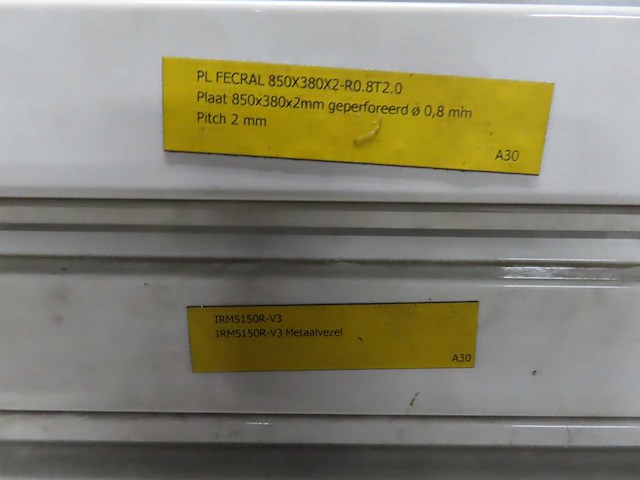 PL FECRAL 850X380X2-R0.8T2.0
Plaat 850x380x2mm geperforeerd ø 0,8 mm
Pitch 2 mm
A30
IRM5150R-V3
IRM5150R-V3 Metaalvezel
A30